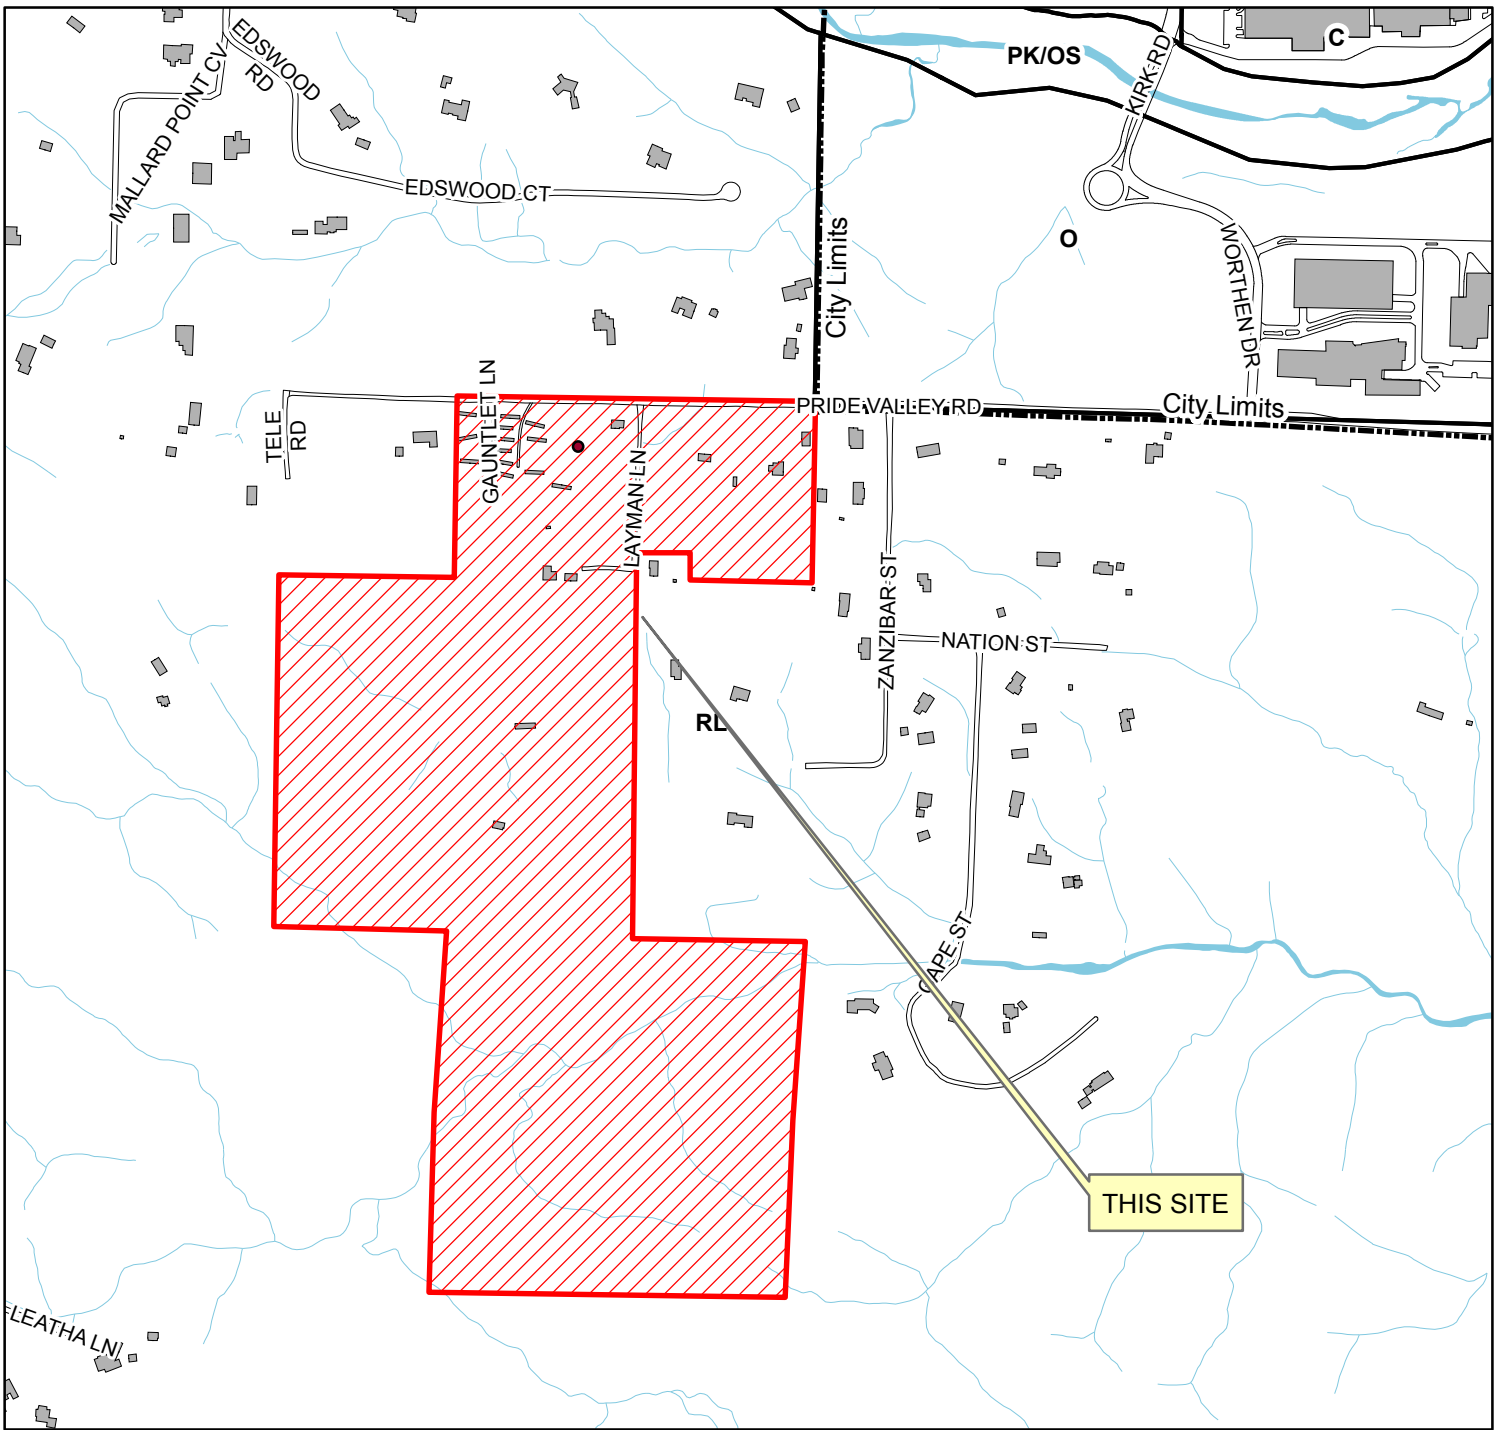 EDSWOOD
RD
MALLARD POINT CV
EDSWOOD CT
PK/OS
KIRK RD
C
O
WORTHEN DR
City Limits
PRIDE VALLEY RD
City Limits
TELE
RD
GAUNTLET LN
LAYMAN LN
ZANZIBAR ST
NATION ST
RL
CAPE ST
THIS SITE
LEATHA LN